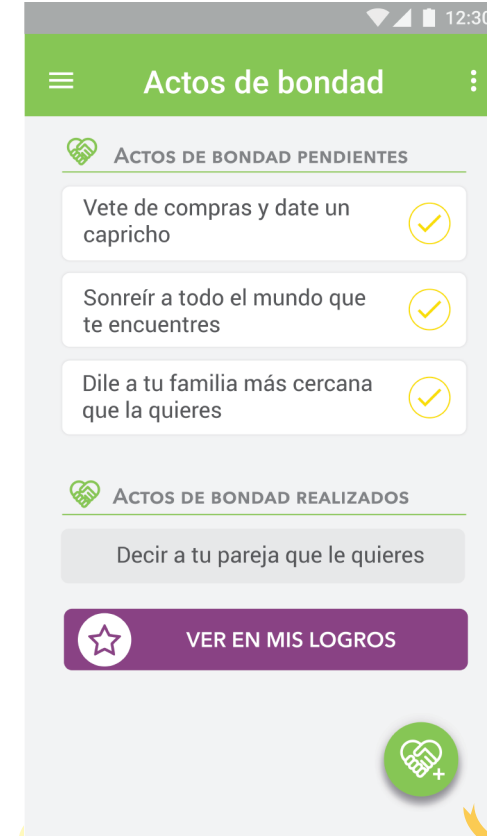 12:30
Actos de bondad
ACTOS DE BONDAD PENDIENTES
Vete de compras y date un
capricho
Sonreír a todo el mundo que
te encuentres
Dile a tu familia más cercana
que la quieres
ACTOS DE BONDAD REALIZADOS
Decir a tu pareja que le quieres
VER EN MIS LOGROS